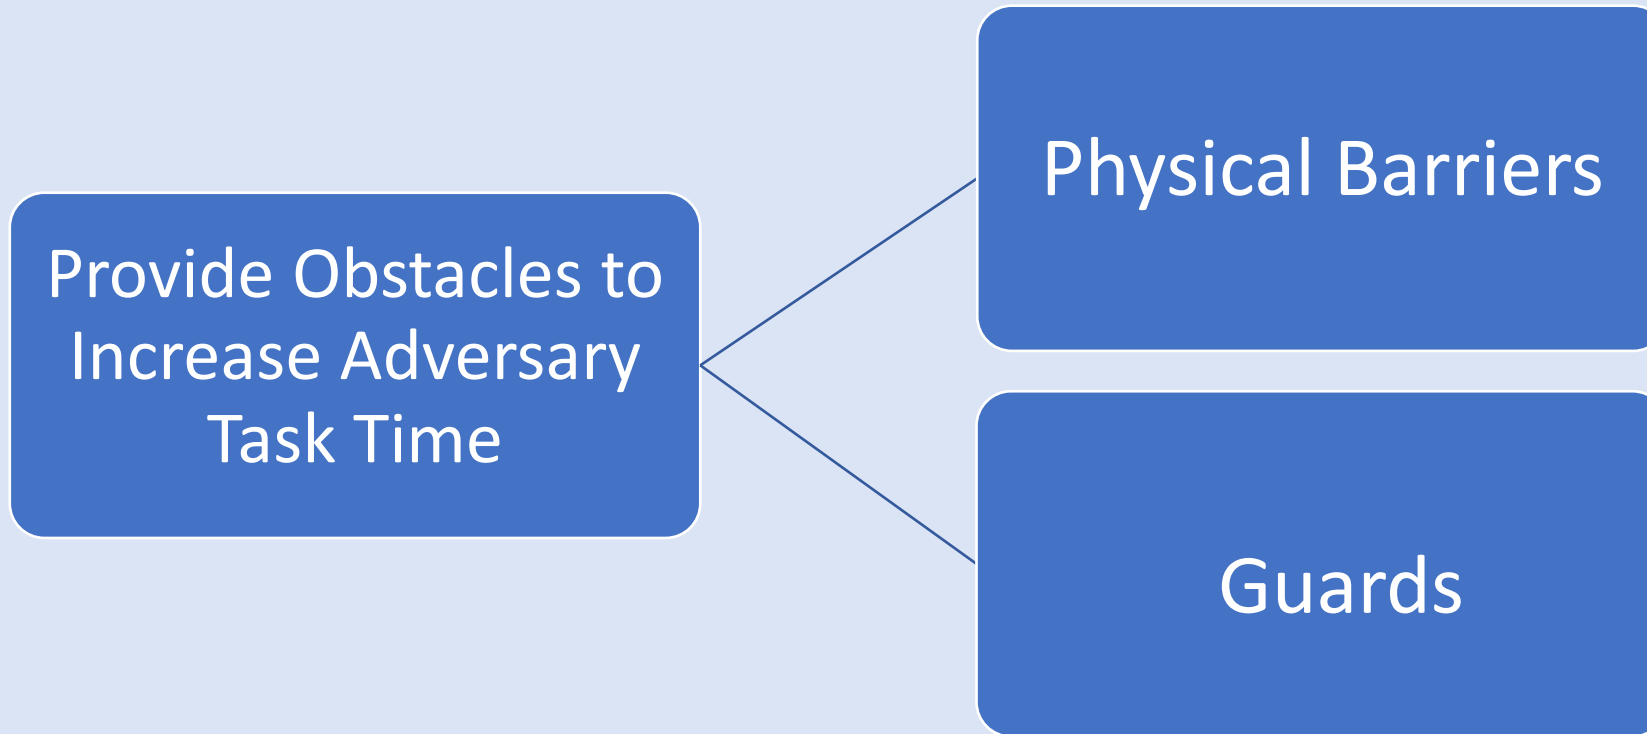 Provide Obstacles to
Increase Adversary
Task Time
Physical Barriers
Guards